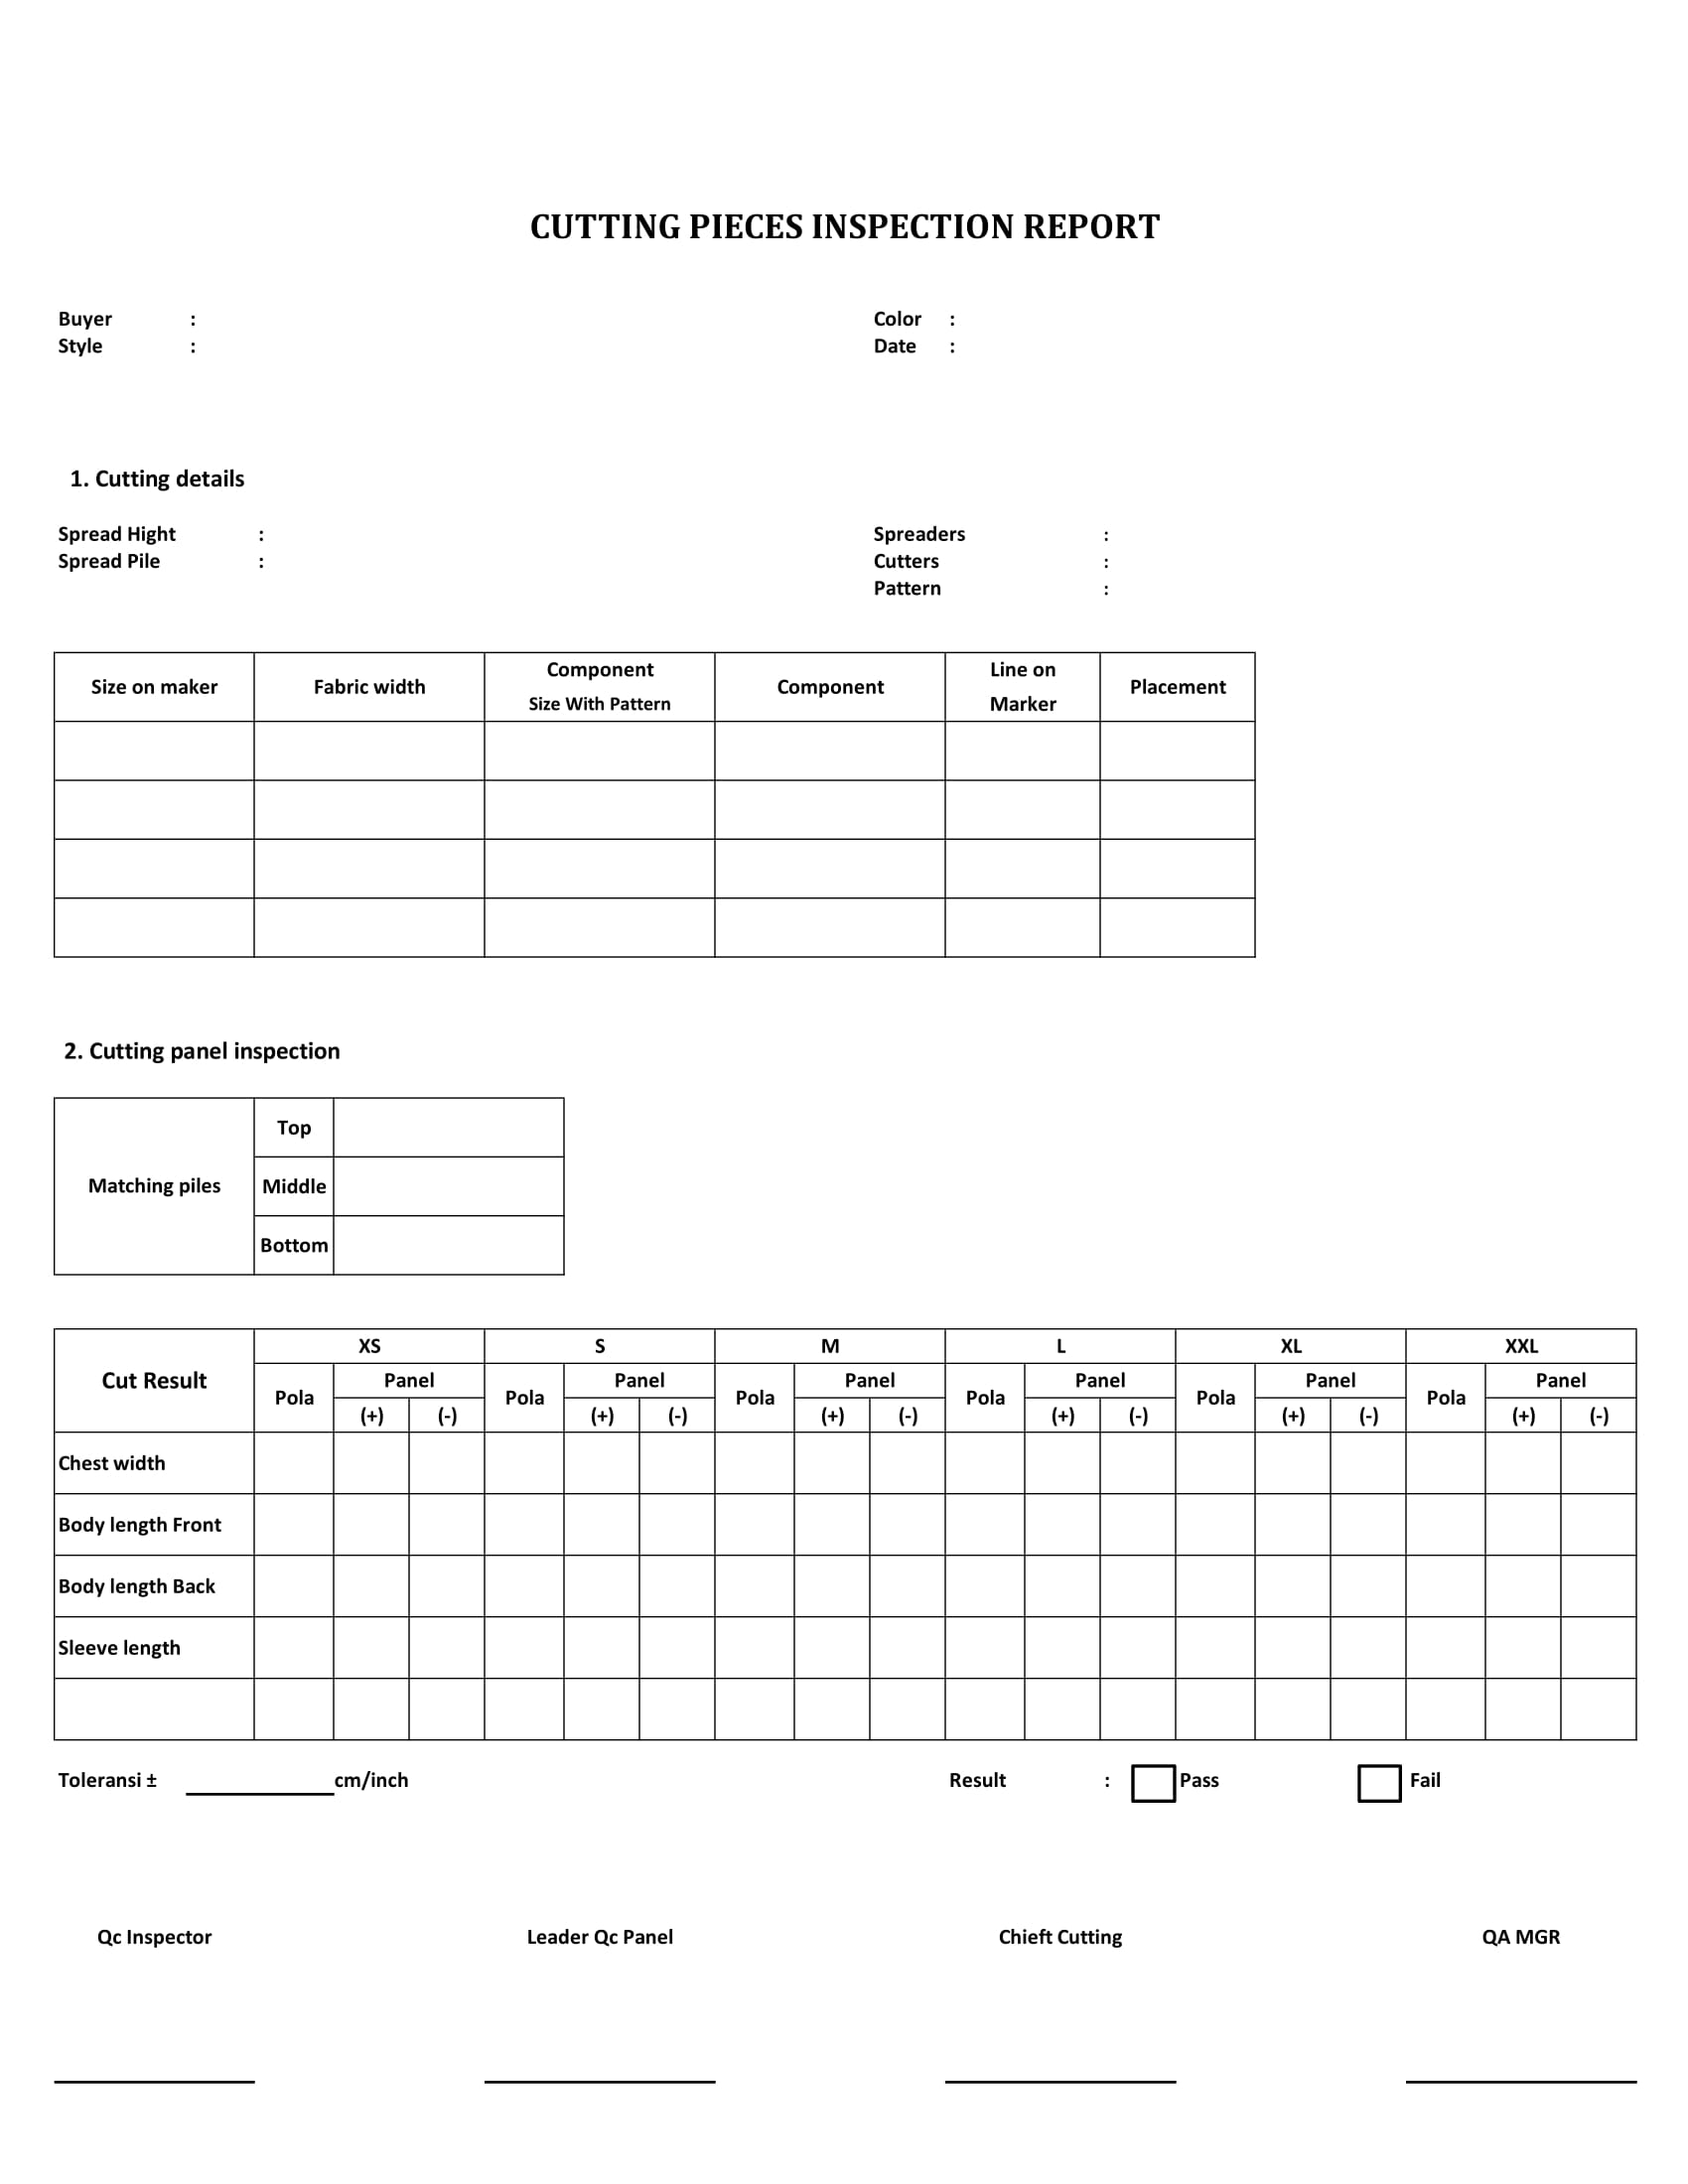 CUTTING PIECES INSPECTION REPORT
Buyer : Color :
Style : Date :
1. Cutting details
Spread Hight : Spreaders :
Spread Pile : Cutters :
Pattern :
Size on maker Fabric width Component Size With Pattern Component Line on Marker Placement
2. Cutting panel inspection
Matching piles
Top
Middle
Bottom
Cut Result XS S M L XL XXL
Pola Panel Pola Panel Pola Panel Pola Panel Pola Panel Pola Panel
(+) (-) (+) (-) (+) (-) (+) (-) (+) (-) (+) (-)
Chest width
Body length Front
Body length Back
Sleeve length
Toleransi ± cm/inch Result : Pass Fail
Qc Inspector Leader Qc Panel Chieft Cutting QA MGR